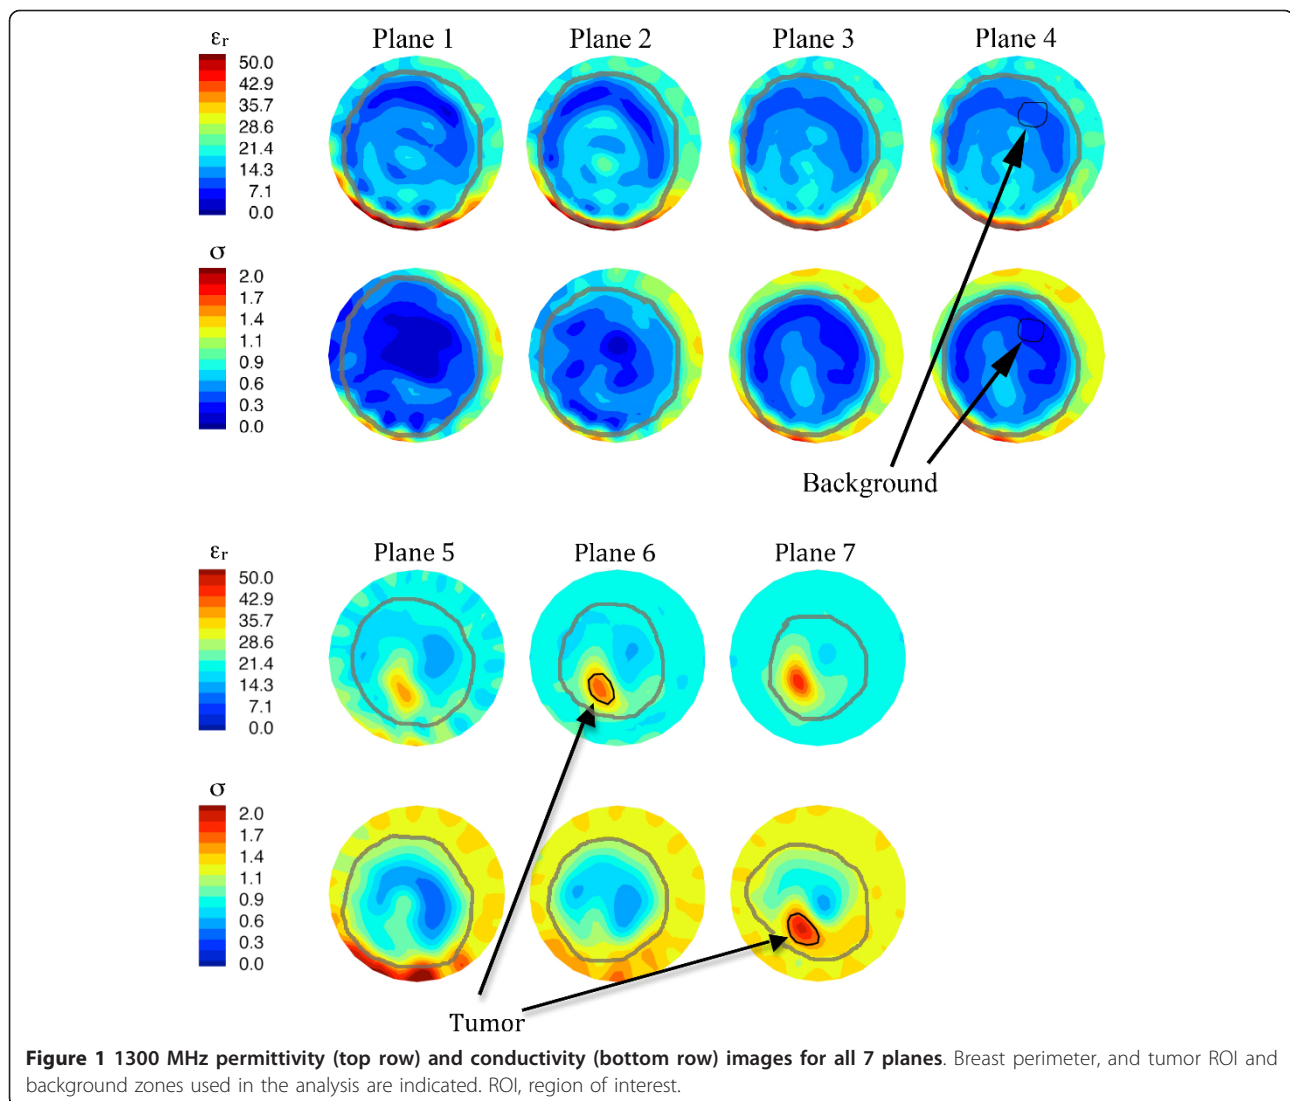 εr
Plane 1
Plane 2
Plane 3
Plane 4
50.0
42.9
35.7
28.6
21.4
14.3
7.1
0.0
σ
2.0
1.7
1.4
1.1
0.9
0.6
0.3
0.0
Background
εr
Plane 5
Plane 6
Plane 7
50.0
42.9
35.7
28.6
21.4
14.3
7.1
0.0
σ
2.0
1.7
1.4
1.1
0.9
0.6
0.3
0.0
Tumor
Figure 1 1300 MHz permittivity (top row) and conductivity (bottom row) images for all 7 planes. Breast perimeter, and tumor ROI and
background zones used in the analysis are indicated. ROI, region of interest.